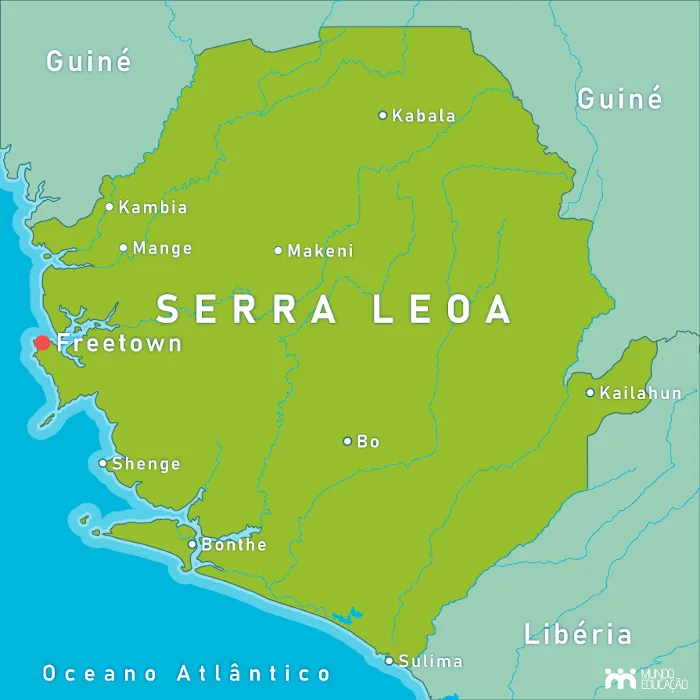 Guiné
Guiné
Kabala
Kambia
Mange
Makeni
SERRA LEOA
Freetown
Kailahun
Bo
Shenge
Bonthe
Libéria
Sulima
Oceano Atlântico
MUNDO
EDUCAÇÃO